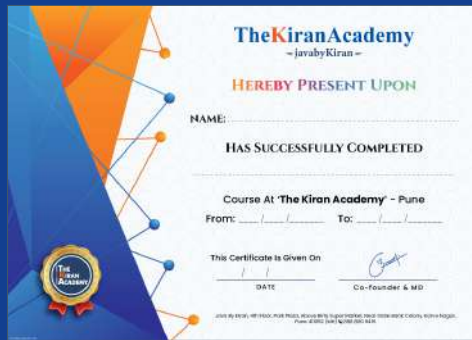 TheKiranAcademy
javabyKiran
HEREBY PRESENT UPON
NAME:
HAS SUCCESSFULLY COMPLETED
Course At 'The Kiran Academy' - Pune
From: / / To: / /
This Certificate Is Given On
/ /
DATE
Co-founder & MD
THE
KIRAN
ACADEMY